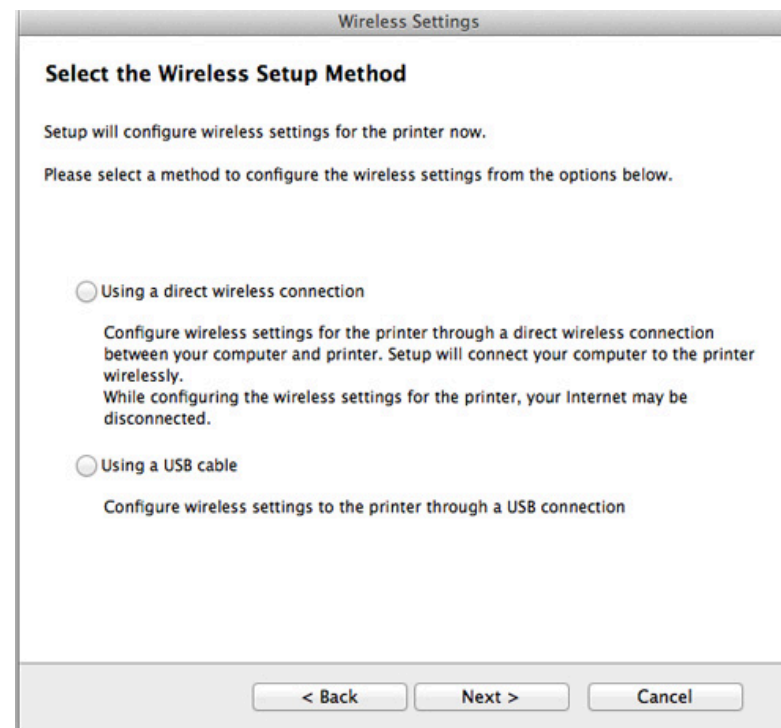 Wireless Settings
Select the Wireless Setup Method
Setup will configure wireless settings for the printer now.
Please select a method to configure the wireless settings from the options below.
Using a direct wireless connection
Configure wireless settings for the printer through a direct wireless connection
between your computer and printer. Setup will connect your computer to the printer
wirelessly.
While configuring the wireless settings for the printer, your Internet may be
disconnected.
Using a USB cable
Configure wireless settings to the printer through a USB connection
< Back Next > Cancel